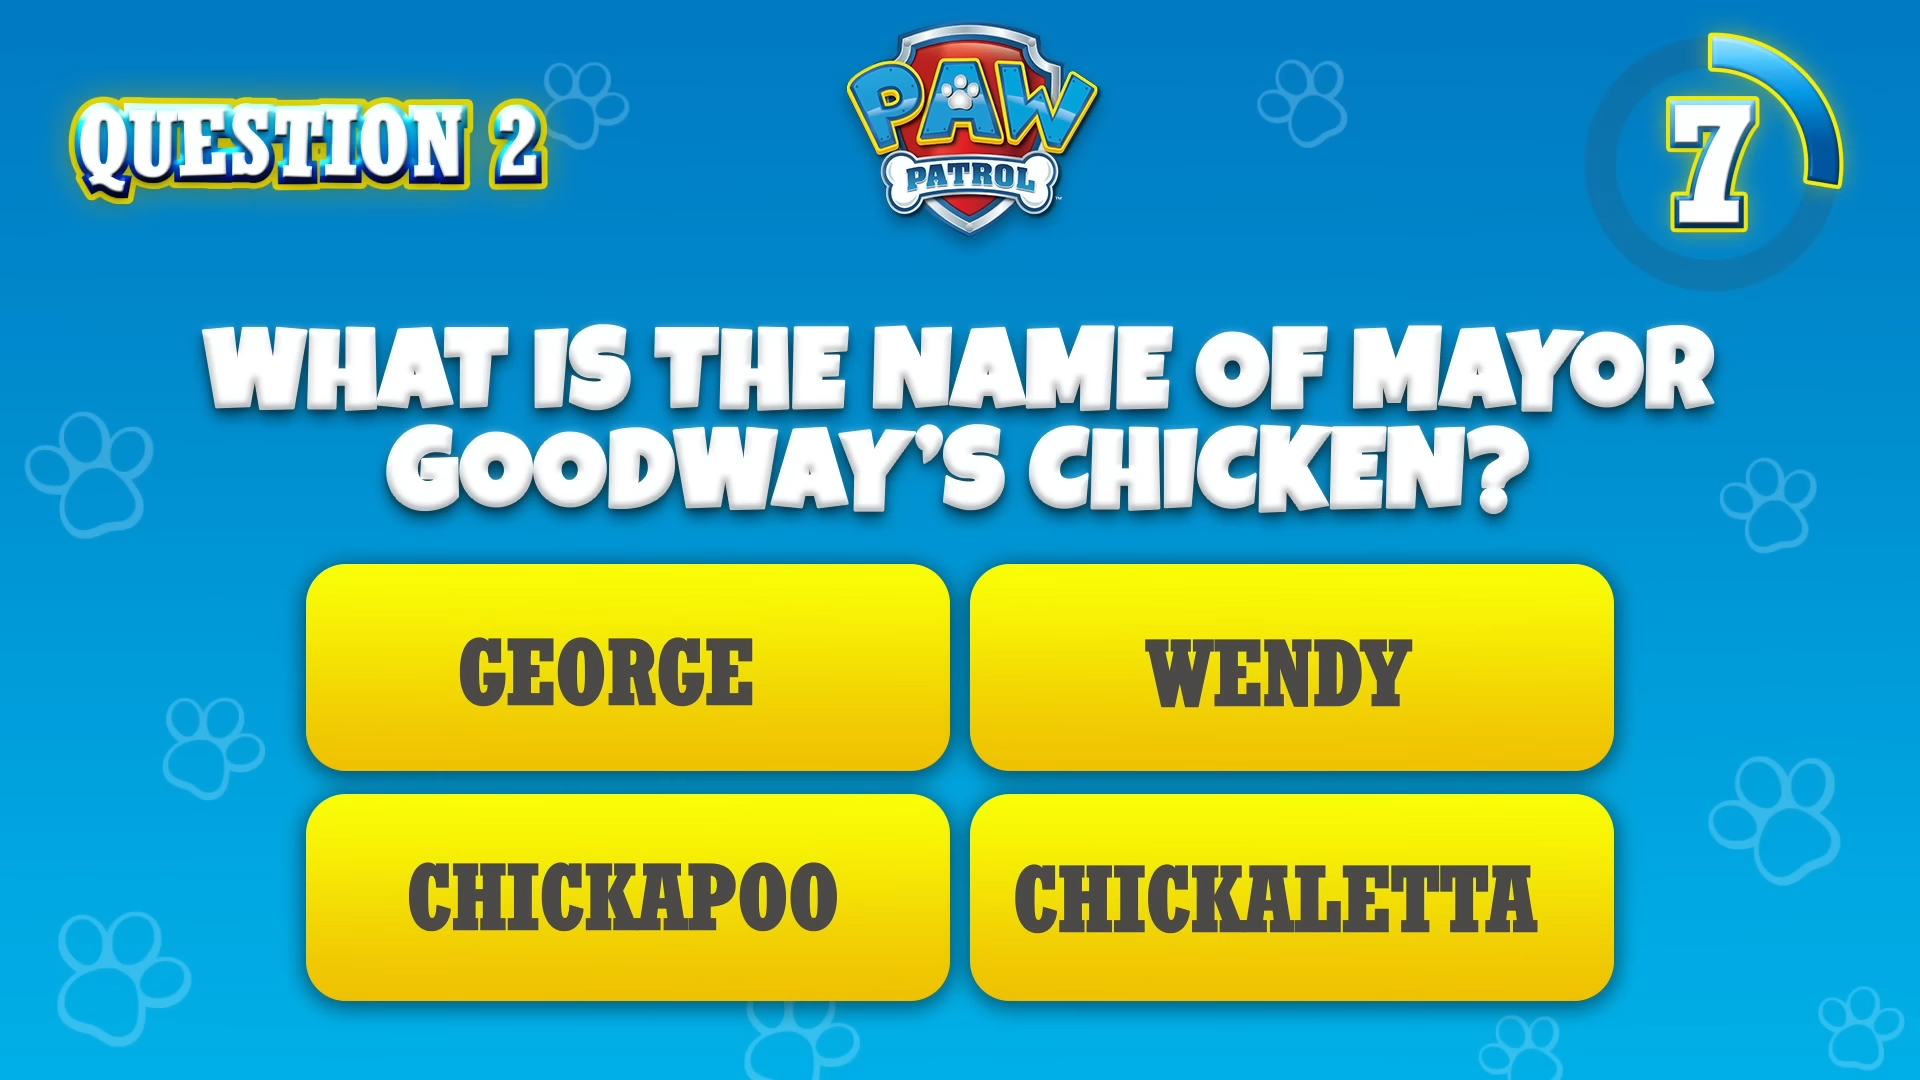 QUESTION 2
PAW
PATROL
7
WHAT IS THE NAME OF MAYOR
GOODWAY'S CHICKEN?
GEORGE
WENDY
CHICKAPOO
CHICKALETTA